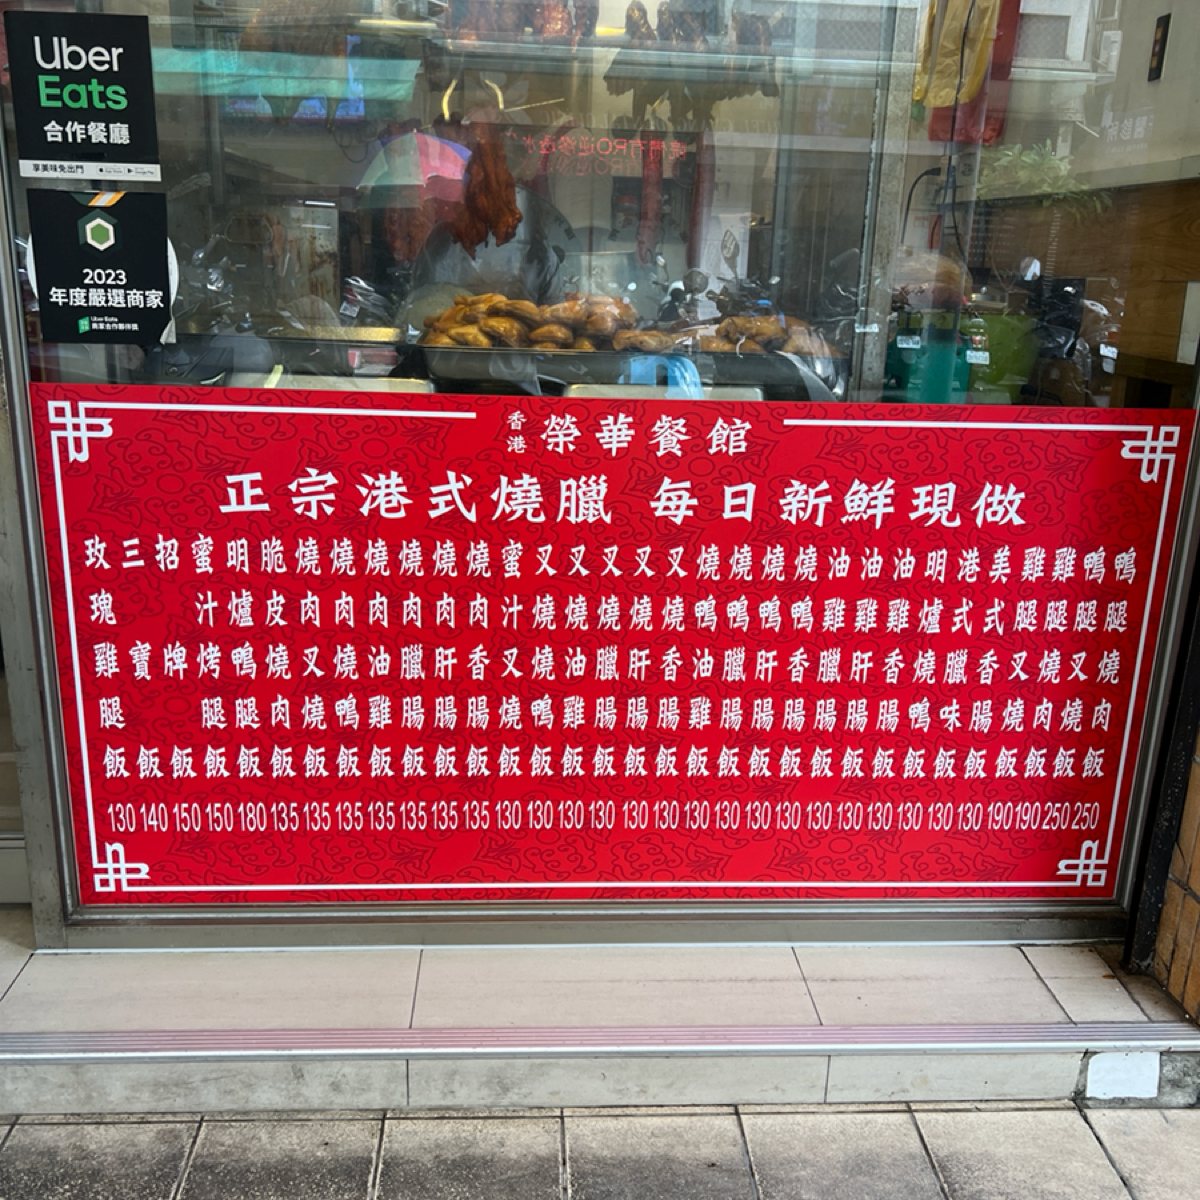 Uber
Eats
合作餐廳
享美味免出門
2023
年度嚴選商家
Uber Eats
香港 榮華餐館
正宗港式燒臘 每日新鮮現做
玫瑰雞腿飯 130
三寶飯 140
招牌飯 150
蜜汁烤腿飯 150
明爐鴨腿飯 180
脆皮燒肉飯 135
燒肉叉燒飯 135
燒肉燒鴨飯 135
燒肉油雞飯 135
燒肉臘腸飯 135
燒肉肝腸飯 135
燒肉香腸飯 135
蜜汁叉燒飯 130
叉燒燒鴨飯 130
叉燒油雞飯 130
叉燒臘腸飯 130
叉燒肝腸飯 130
叉燒香腸飯 130
燒鴨油雞飯 130
燒鴨臘腸飯 130
燒鴨肝腸飯 130
燒鴨香腸飯 130
油雞臘腸飯 130
油雞肝腸飯 130
油雞香腸飯 130
明爐燒鴨飯 130
港式臘味飯 130
美式香腸飯 130
雞腿叉燒飯 190
雞腿燒肉飯 190
鴨腿叉燒飯 250
鴨腿燒肉飯 250